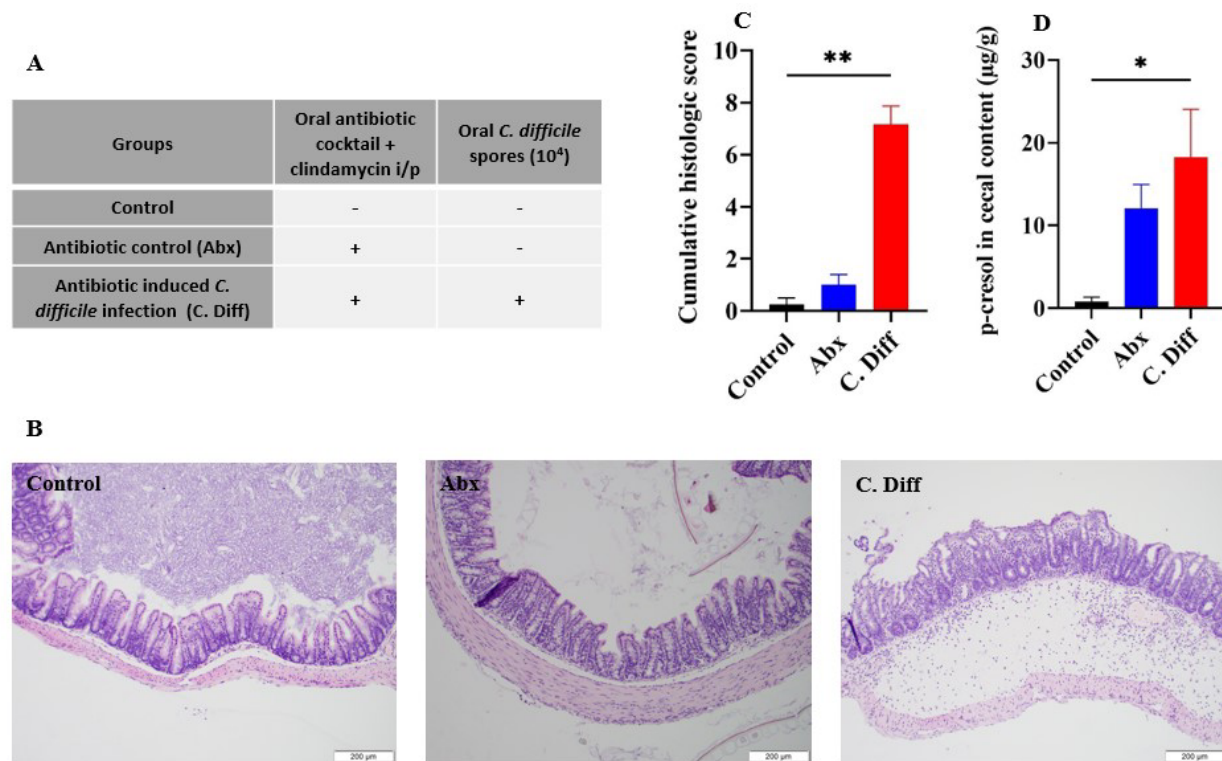 A
Groups
Oral antibiotic
cocktail +
clindamycin i/p
Oral C. difficile
spores (10⁴)
Control
-
-
Antibiotic control (Abx)
+
-
Antibiotic induced C.
difficile infection (C. Diff)
+
+
C
Cumulative histologic score
10
8
6
4
2
0
**
Control
Abx
C. Diff
D
p-cresol in cecal content (µg/g)
30
20
10
0
*
Control
Abx
C. Diff
B
Control
200 µm
Abx
200 µm
C. Diff
200 µm